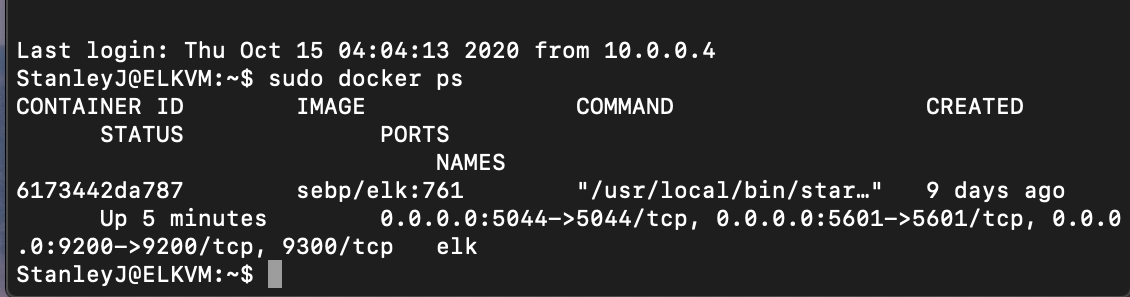 Last login: Thu Oct 15 04:04:13 2020 from 10.0.0.4
StanleyJ@ELKVM:~$ sudo docker ps
CONTAINER ID        IMAGE               COMMAND                  CREATED
      STATUS              PORTS
                              NAMES
6173442da787        sebp/elk:761        "/usr/local/bin/star…"   9 days ago
      Up 5 minutes        0.0.0.0:5044->5044/tcp, 0.0.0.0:5601->5601/tcp, 0.0.0
.0:9200->9200/tcp, 9300/tcp   elk
StanleyJ@ELKVM:~$